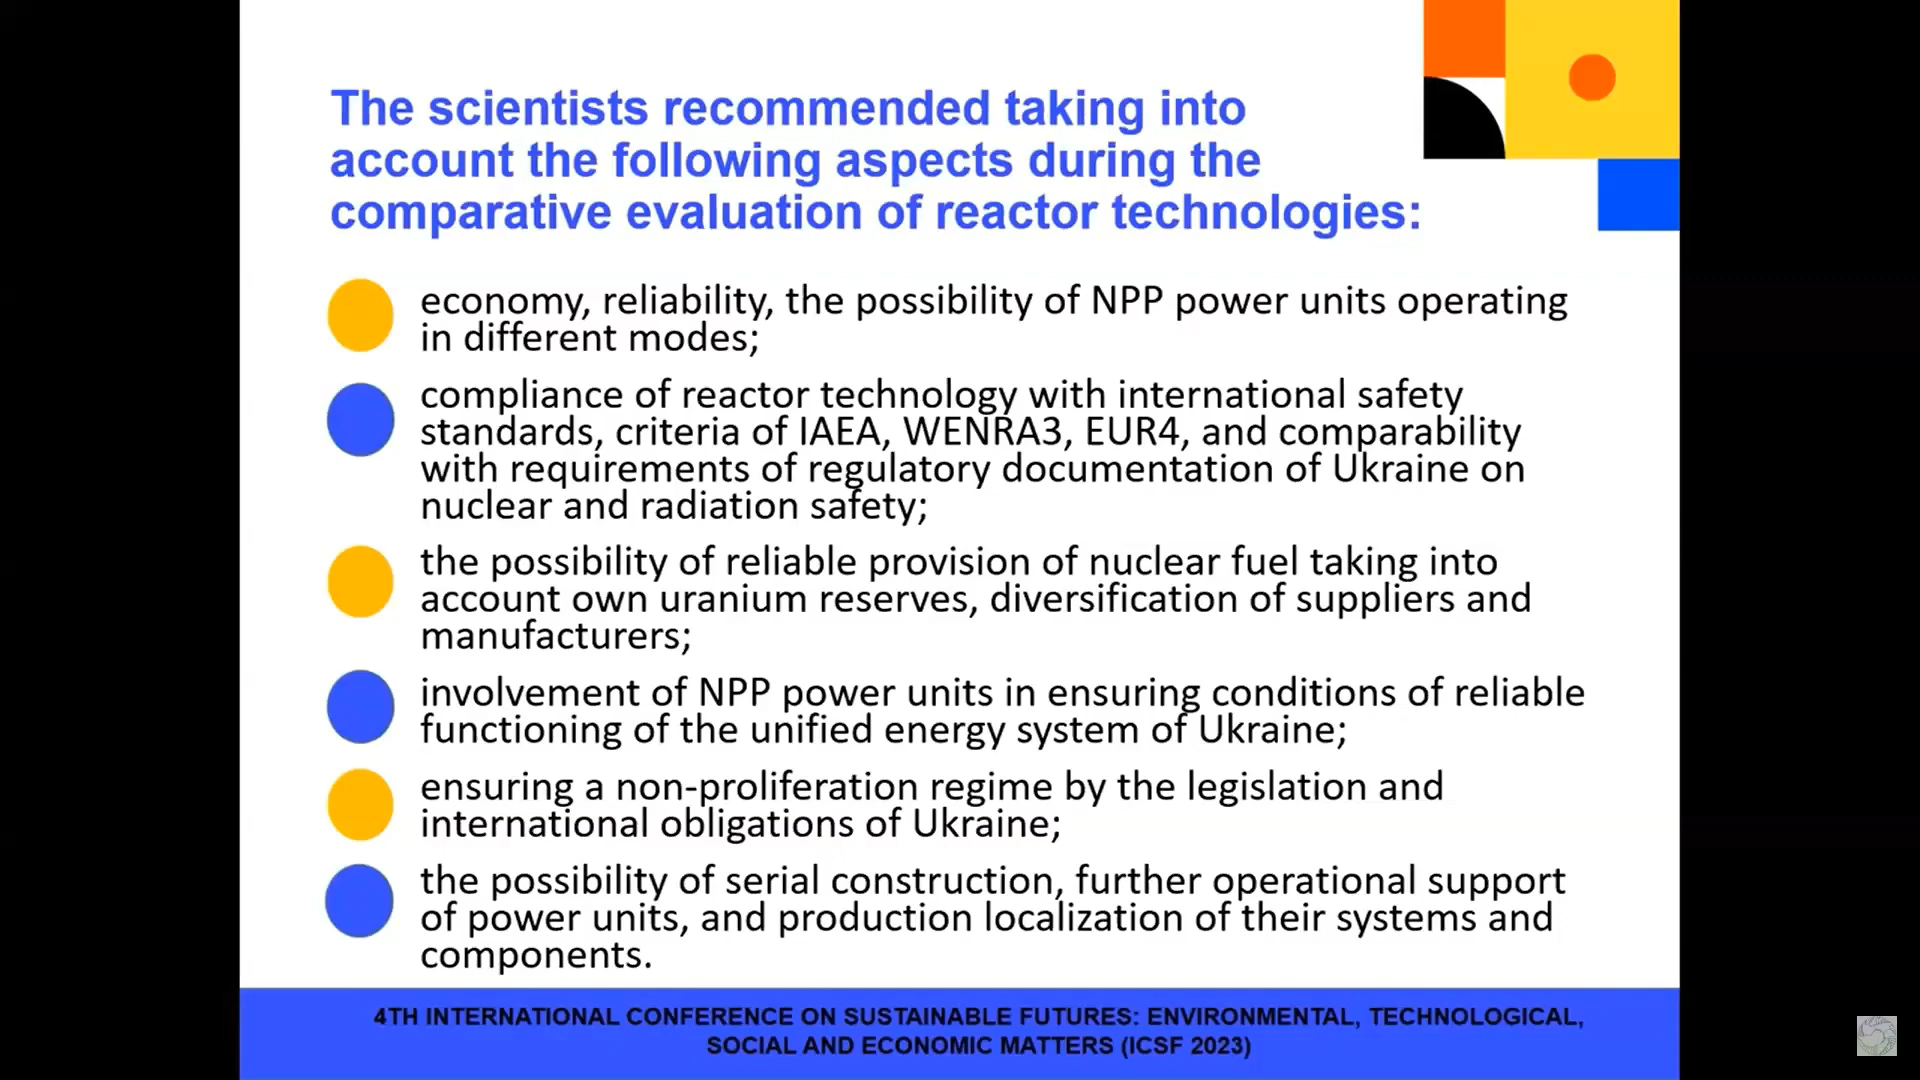 The scientists recommended taking into
account the following aspects during the
comparative evaluation of reactor technologies:
economy, reliability, the possibility of NPP power units operating
in different modes;
compliance of reactor technology with international safety
standards, criteria of IAEA, WENRA3, EUR4, and comparability
with requirements of regulatory documentation of Ukraine on
nuclear and radiation safety;
the possibility of reliable provision of nuclear fuel taking into
account own uranium reserves, diversification of suppliers and
manufacturers;
involvement of NPP power units in ensuring conditions of reliable
functioning of the unified energy system of Ukraine;
ensuring a non-proliferation regime by the legislation and
international obligations of Ukraine;
the possibility of serial construction, further operational support
of power units, and production localization of their systems and
components.
4TH INTERNATIONAL CONFERENCE ON SUSTAINABLE FUTURES: ENVIRONMENTAL, TECHNOLOGICAL,
SOCIAL AND ECONOMIC MATTERS (ICSF 2023)